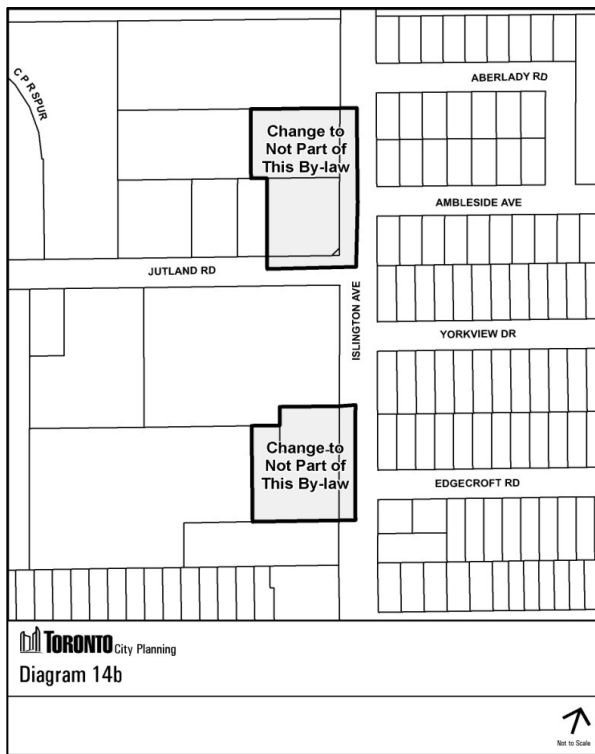 ABERLADY RD
C P R SPUR
Change to
Not Part of
This By-law
AMBLESIDE AVE
JUTLAND RD
ISLINGTON AVE
YORKVIEW DR
Change to
Not Part of
This By-law
EDGECROFT RD
TORONTO City Planning
Diagram 14b
Not to Scale